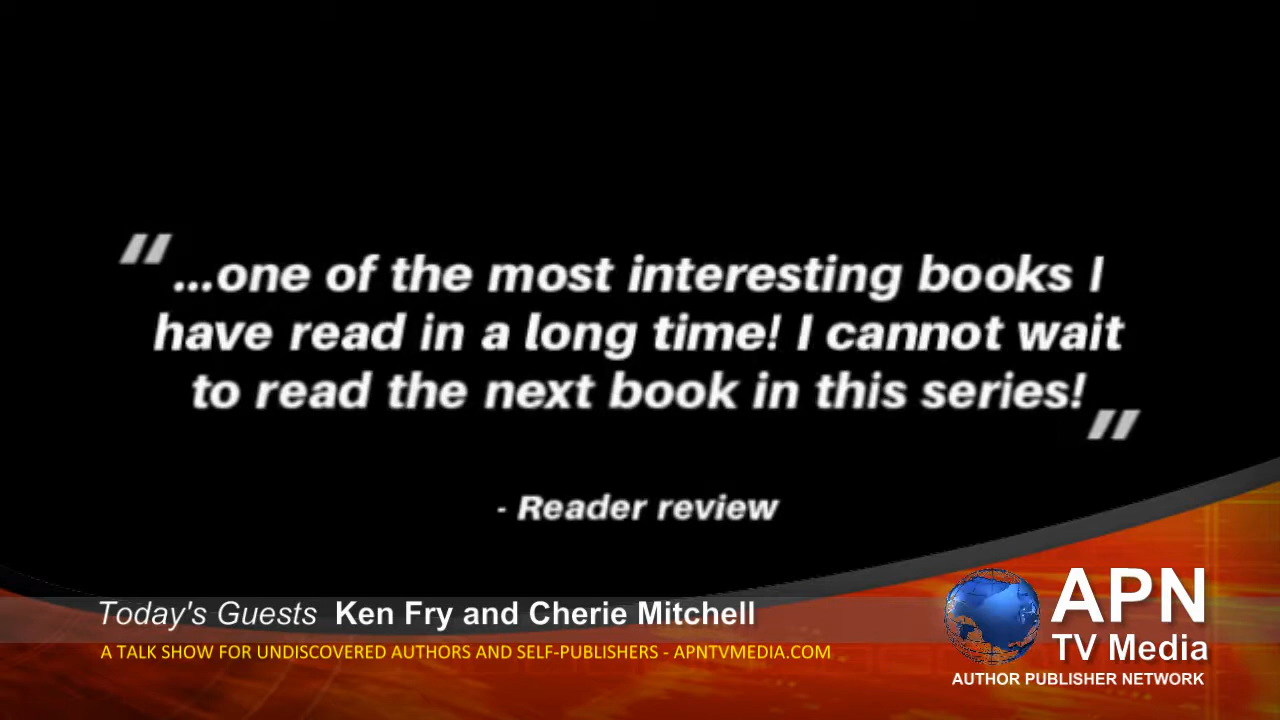 "...one of the most interesting books I
have read in a long time! I cannot wait
to read the next book in this series!"
- Reader review
Today's Guests Ken Fry and Cherie Mitchell
A TALK SHOW FOR UNDISCOVERED AUTHORS AND SELF-PUBLISHERS - APNTVMEDIA.COM
APN
TV Media
AUTHOR PUBLISHER NETWORK